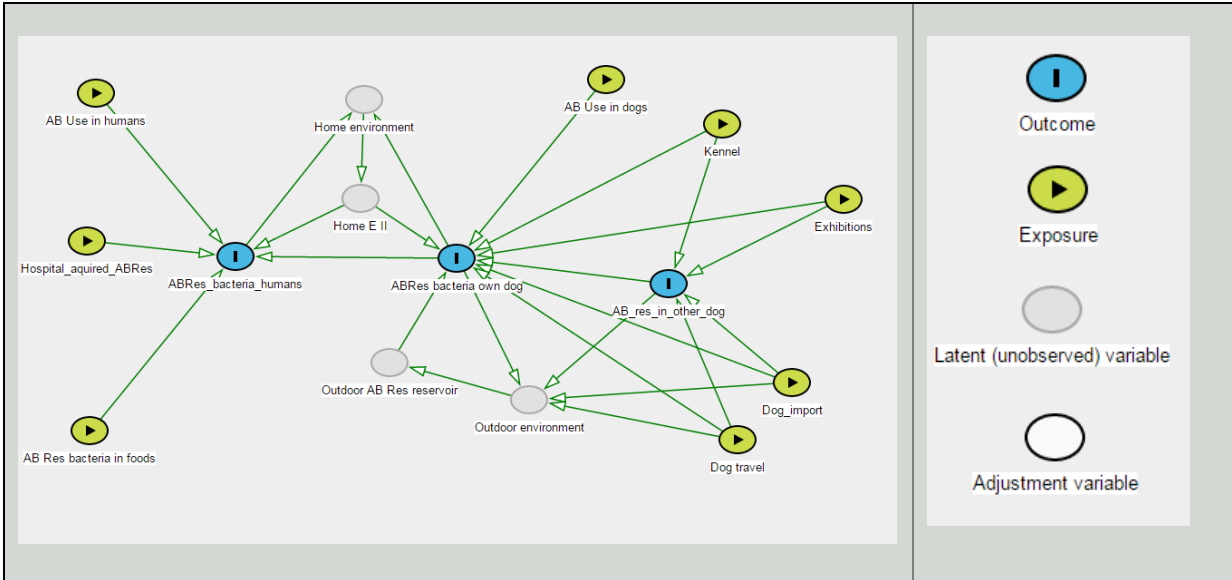 AB Use in humans
Home environment
AB Use in dogs
Kennel
Home E II
Exhibitions
Hospital_aquired_ABRes
ABRes_bacteria_humans
ABRes bacteria own dog
AB_res_in_other_dog
Outdoor AB Res reservoir
Outdoor environment
Dog_import
AB Res bacteria in foods
Dog travel
Outcome
Exposure
Latent (unobserved) variable
Adjustment variable